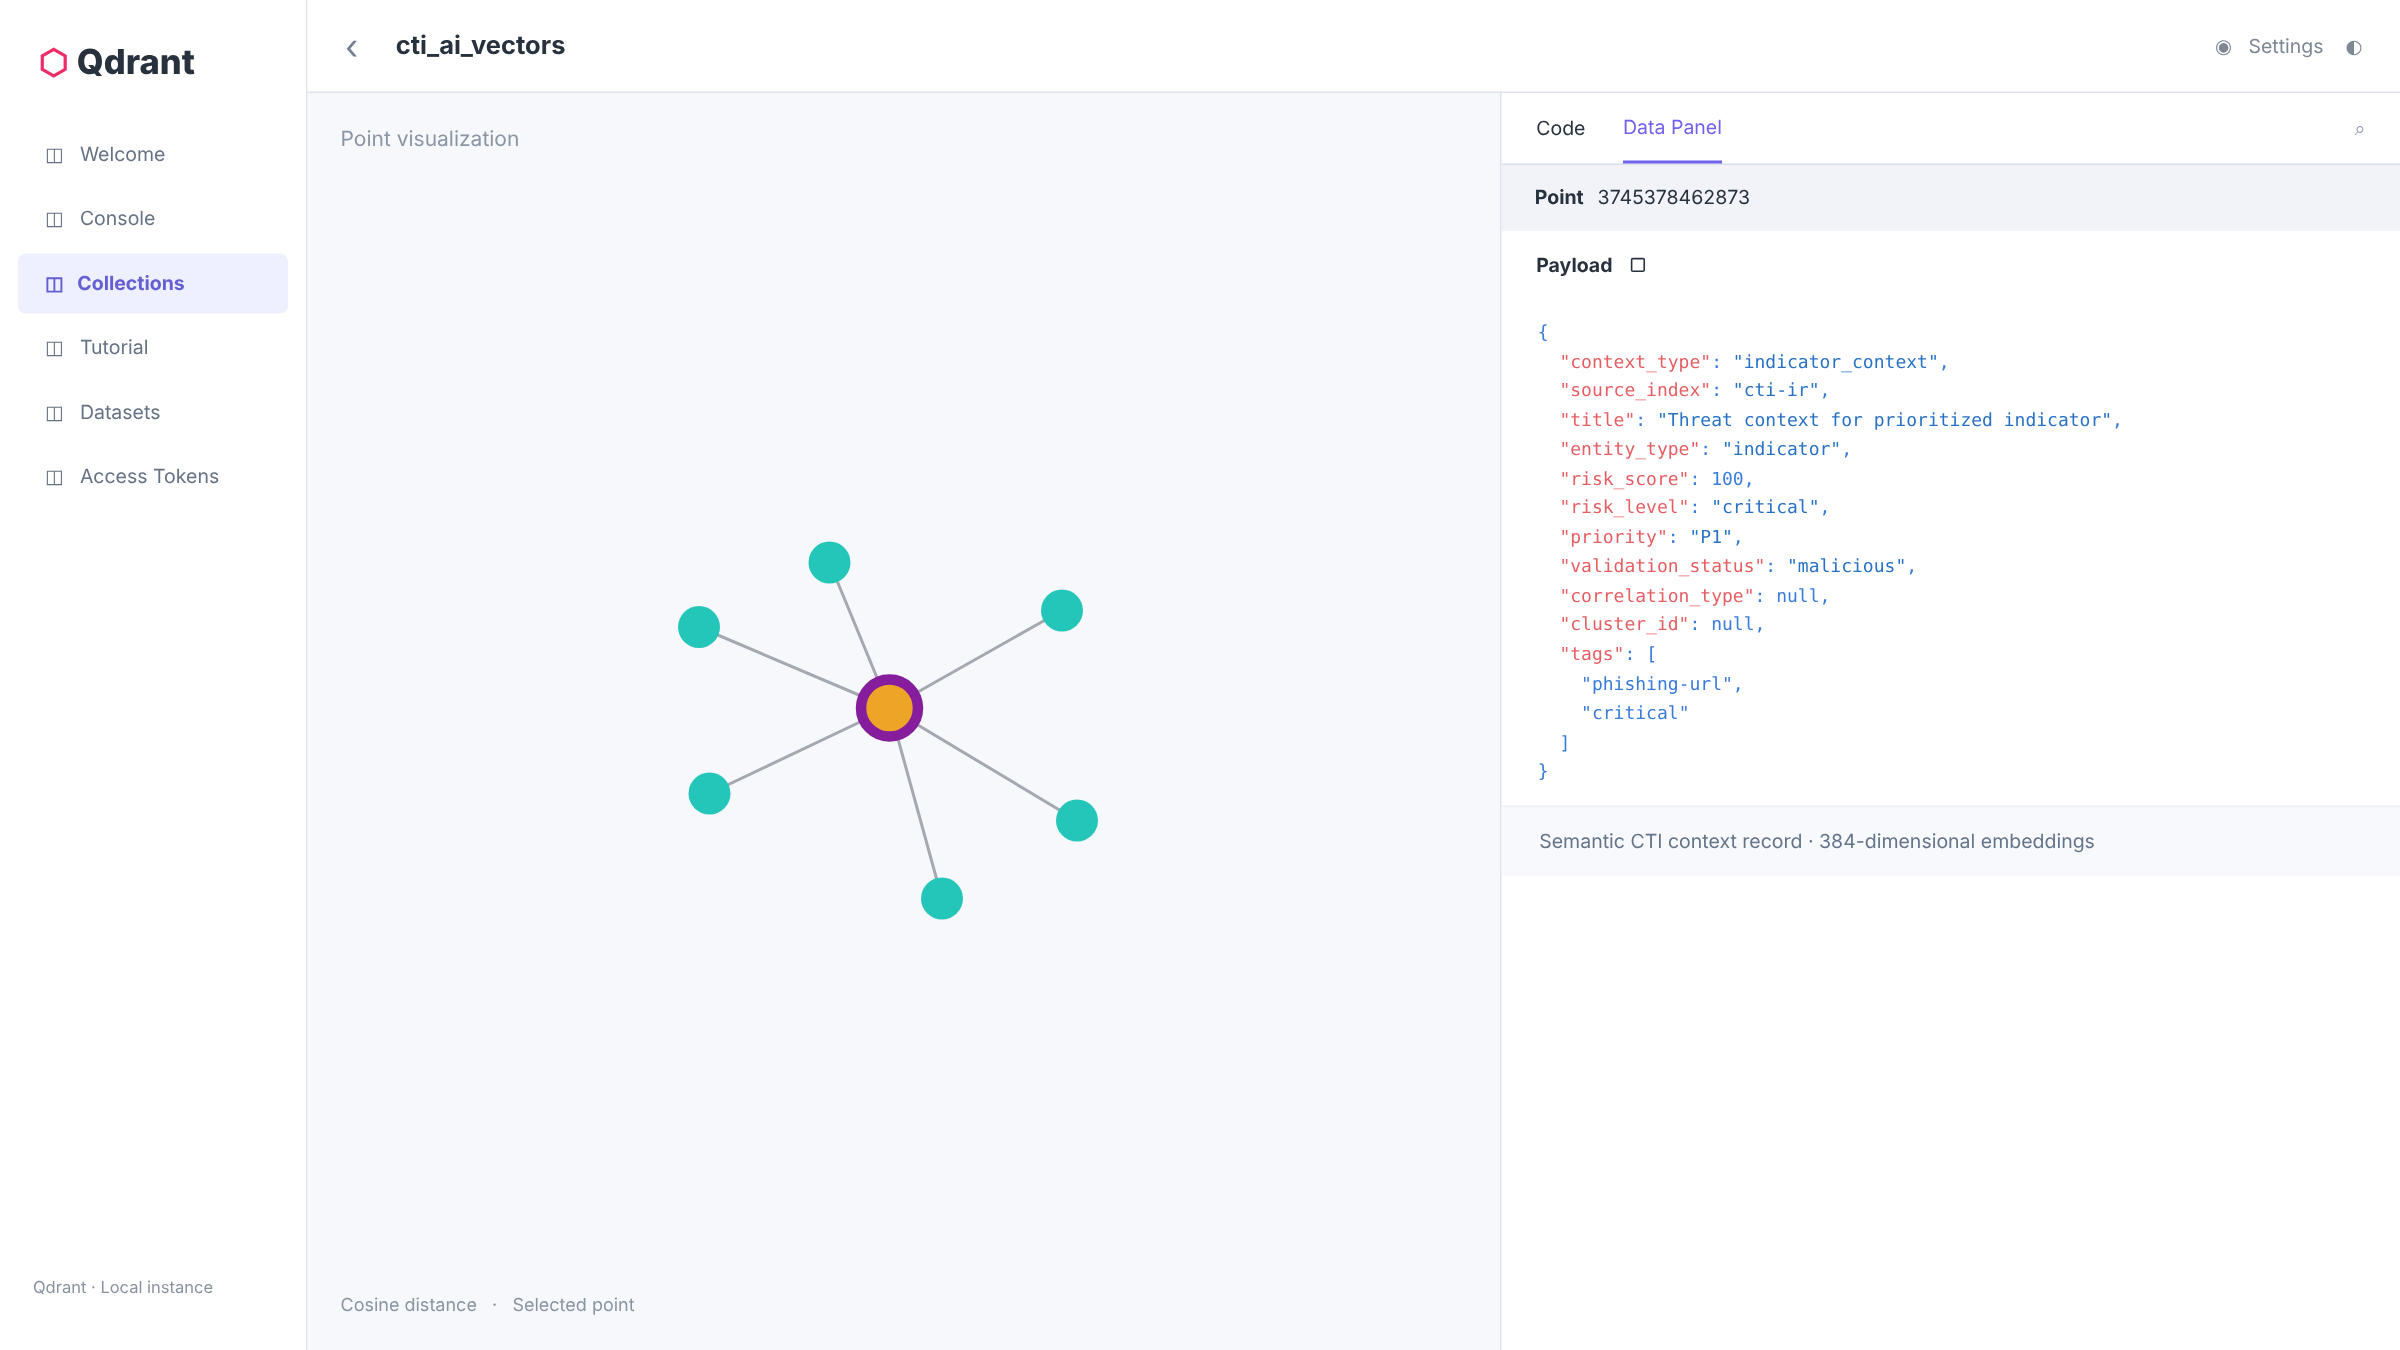 Qdrant
Welcome
Console
Collections
Tutorial
Datasets
Access Tokens
Qdrant · Local instance
cti_ai_vectors
Settings
Point visualization
Cosine distance · Selected point
Code Data Panel
Point 3745378462873
Payload
{
  "context_type": "indicator_context",
  "source_index": "cti-ir",
  "title": "Threat context for prioritized indicator",
  "entity_type": "indicator",
  "risk_score": 100,
  "risk_level": "critical",
  "priority": "P1",
  "validation_status": "malicious",
  "correlation_type": null,
  "cluster_id": null,
  "tags": [
    "phishing-url",
    "critical"
  ]
}
Semantic CTI context record · 384-dimensional embeddings